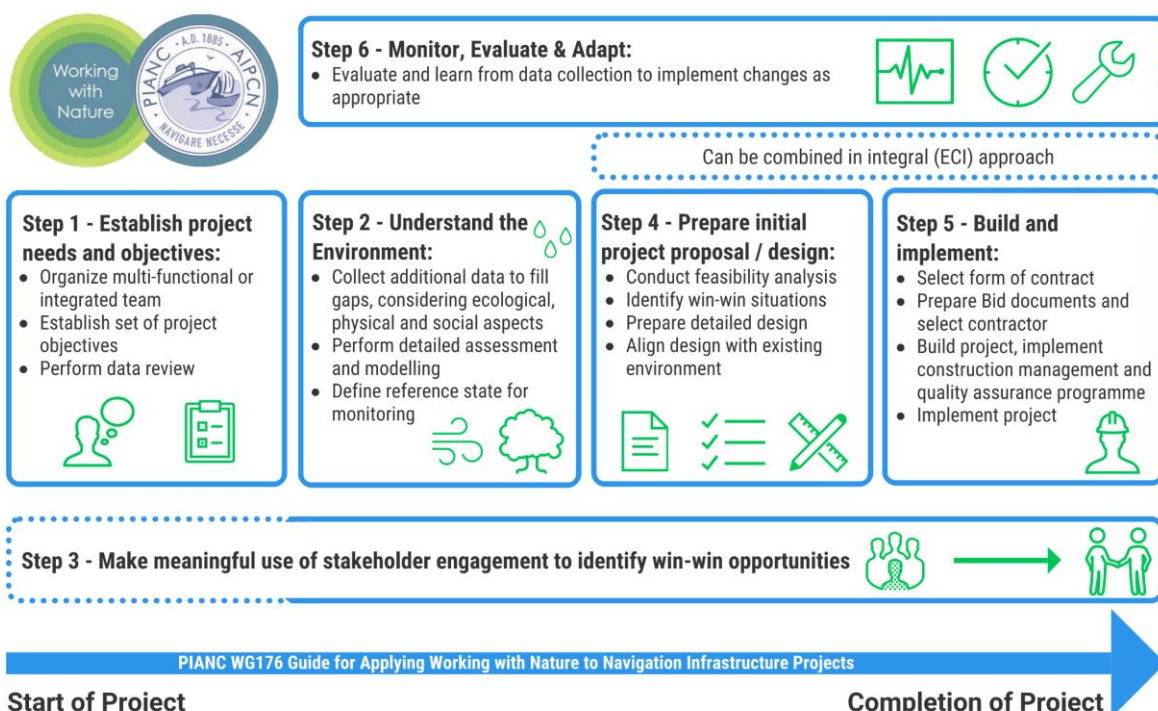 Working
with
Nature
PIANC · A.D. 1885 · AIPCN
· NAVIGARE NECESSE ·
Step 6 - Monitor, Evaluate & Adapt:
● Evaluate and learn from data collection to implement changes as
appropriate
Can be combined in integral (ECI) approach
Step 1 - Establish project
needs and objectives:
● Organize multi-functional or
integrated team
● Establish set of project
objectives
● Perform data review
Step 2 - Understand the
Environment:
● Collect additional data to fill
gaps, considering ecological,
physical and social aspects
● Perform detailed assessment
and modelling
● Define reference state for
monitoring
Step 4 - Prepare initial
project proposal / design:
● Conduct feasibility analysis
● Identify win-win situations
● Prepare detailed design
● Align design with existing
environment
Step 5 - Build and
implement:
● Select form of contract
● Prepare Bid documents and
select contractor
● Build project, implement
construction management and
quality assurance programme
● Implement project
Step 3 - Make meaningful use of stakeholder engagement to identify win-win opportunities
PIANC WG176 Guide for Applying Working with Nature to Navigation Infrastructure Projects
Start of Project
Completion of Project